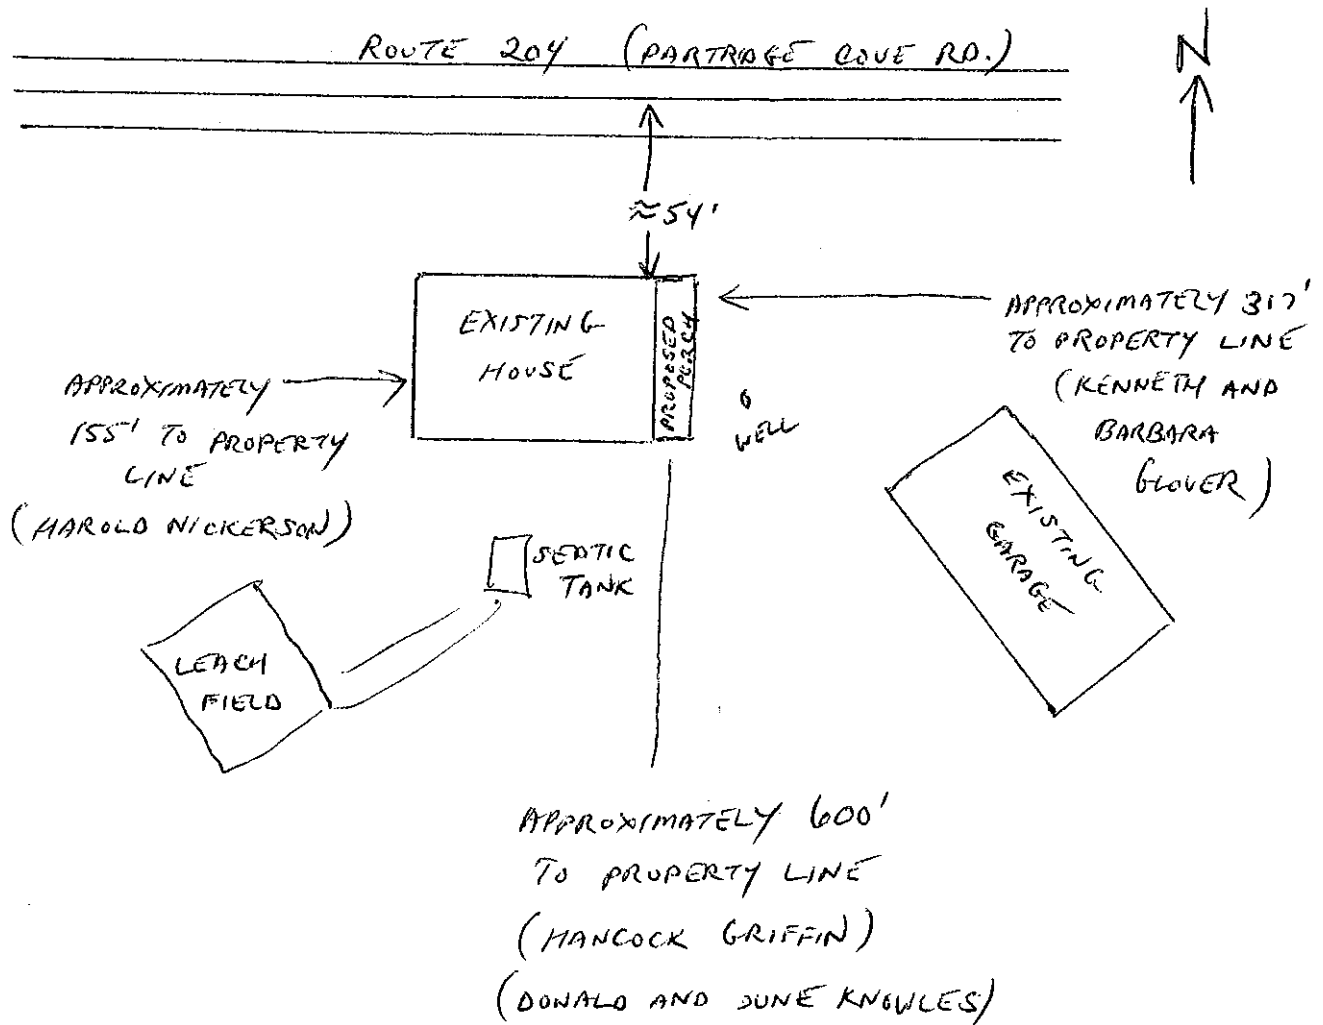 ROUTE 204 (PARTRAGE COVE RD.)
N
≈54'
EXISTING
HOUSE
PROPOSED
PORCH
APPROXIMATELY 317'
TO PROPERTY LINE
(KENNETH AND
BARBARA
GLOVER)
APPROXIMATELY
155' TO PROPERTY
LINE
(HAROLD NICKERSON)
WELL
EXISTING
GARAGE
SEPTIC
TANK
LEACH
FIELD
APPROXIMATELY 600'
TO PROPERTY LINE
(HANCOCK GRIFFIN)
(DONALD AND JUNE KNOWLES)